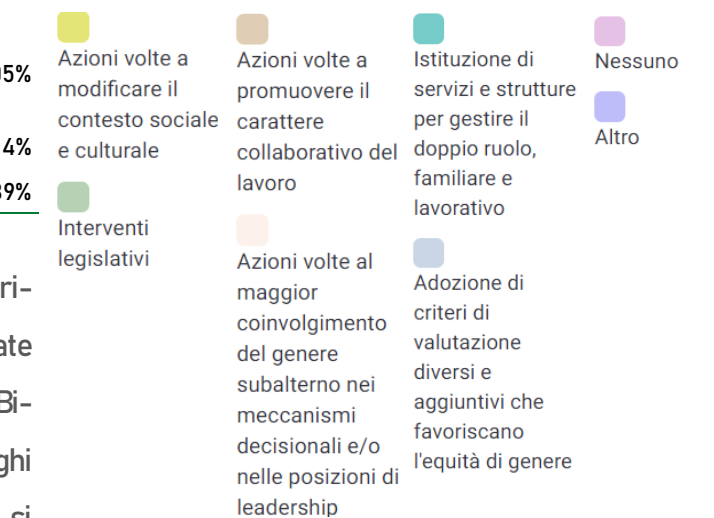 4%
Azioni volte a
modificare il
contesto sociale
e culturale
Interventi
legislativi
Azioni volte a
promuovere il
carattere
collaborativo del
lavoro
Azioni volte al
maggior
coinvolgimento
del genere
subalterno nei
meccanismi
decisionali e/o
nelle posizioni di
leadership
Istituzione di
servizi e strutture
per gestire il
doppio ruolo,
familiare e
lavorativo
Adozione di
criteri di
valutazione
diversi e
aggiuntivi che
favoriscano
l'equità di genere
Nessuno
Altro